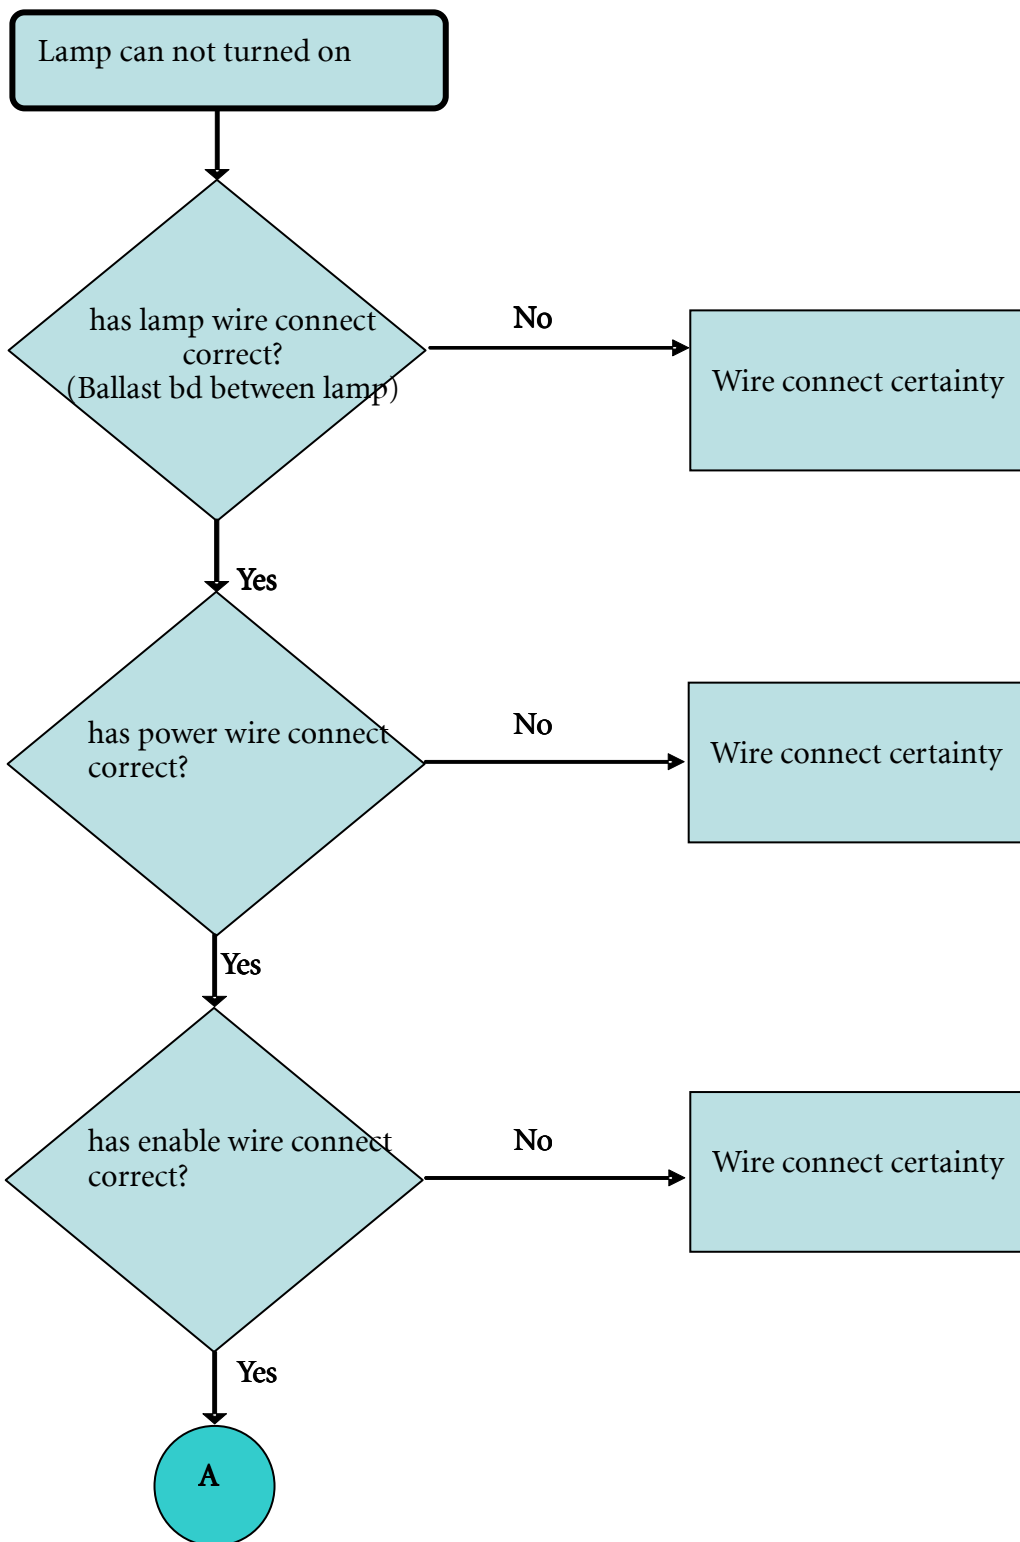 Lamp can not turned on
has lamp wire connect
correct?
(Ballast bd between lamp)
No
Wire connect certainty
Yes
has power wire connect
correct?
No
Wire connect certainty
Yes
has enable wire connect
correct?
No
Wire connect certainty
Yes
A